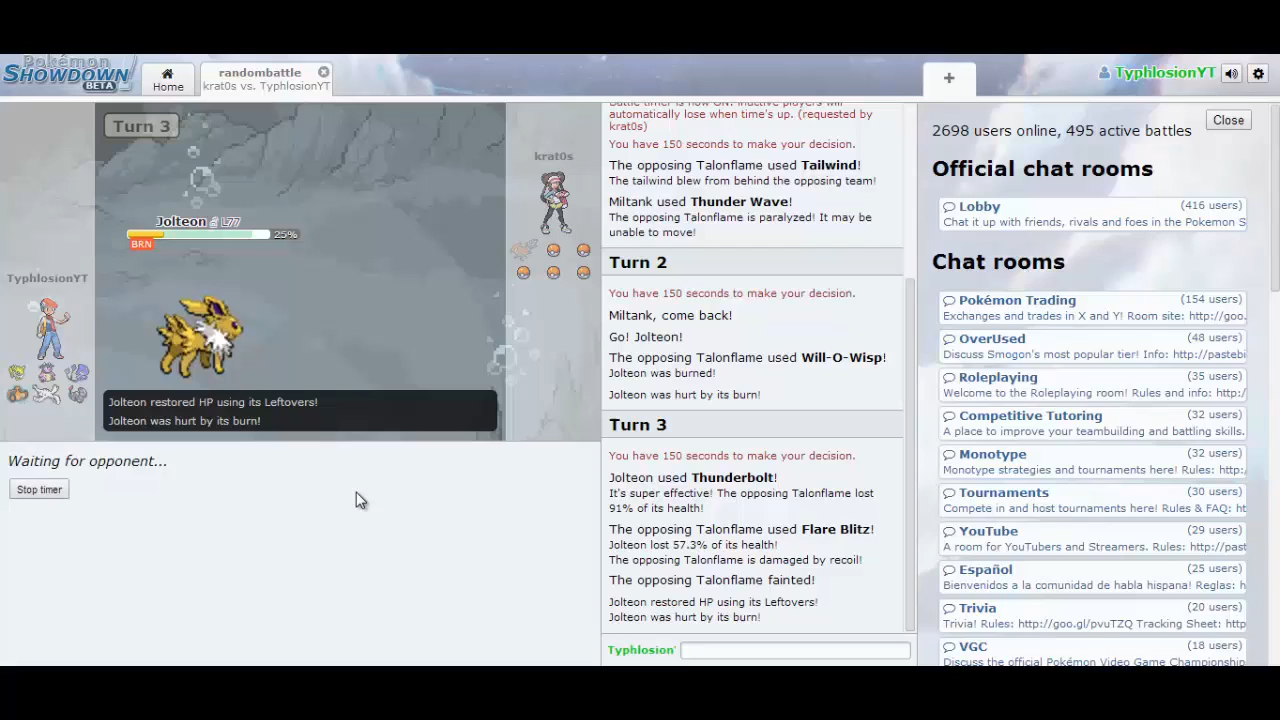 Pokémon
SHOWDOWN
BETA
Home
randombattle
krat0s vs. TyphlosionYT
+
TyphlosionYT
Turn 3
Jolteon ♂ L77
25%
BRN
TyphlosionYT
krat0s
Jolteon restored HP using its Leftovers!
Jolteon was hurt by its burn!
Waiting for opponent...
Stop timer
Battle timer is now ON: inactive players will
automatically lose when time's up. (requested by
krat0s)
You have 150 seconds to make your decision.
The opposing Talonflame used Tailwind!
The tailwind blew from behind the opposing team!
Miltank used Thunder Wave!
The opposing Talonflame is paralyzed! It may be
unable to move!
Turn 2
You have 150 seconds to make your decision.
Miltank, come back!
Go! Jolteon!
The opposing Talonflame used Will-O-Wisp!
Jolteon was burned!
Jolteon was hurt by its burn!
Turn 3
You have 150 seconds to make your decision.
Jolteon used Thunderbolt!
It's super effective! The opposing Talonflame lost
91% of its health!
The opposing Talonflame used Flare Blitz!
Jolteon lost 57.3% of its health!
The opposing Talonflame is damaged by recoil!
The opposing Talonflame fainted!
Jolteon restored HP using its Leftovers!
Jolteon was hurt by its burn!
Typhlosion'
Close
2698 users online, 495 active battles
Official chat rooms
Lobby (416 users)
Chat it up with friends, rivals and foes in the Pokemon S
Chat rooms
Pokémon Trading (154 users)
Exchanges and trades in X and Y! Room site: http://goo.
OverUsed (48 users)
Discuss Smogon's most popular tier! Info: http://pastebi
Roleplaying (35 users)
Welcome to the Roleplaying room! Rules and info: http:/
Competitive Tutoring (32 users)
A place to improve your teambuilding and battling skills.
Monotype (32 users)
Monotype strategies and tournaments here! Rules: http:/
Tournaments (30 users)
Compete in and host tournaments here! Rules & FAQ: ht
YouTube (29 users)
A room for YouTubers and Streamers. Rules: http://past
Español (25 users)
Bienvenidos a la comunidad de habla hispana! Reglas: h
Trivia (20 users)
Trivia! Rules: http://goo.gl/pvuTZQ Tracking Sheet: http
VGC (18 users)
Discuss the official Pokémon Video Game Championship